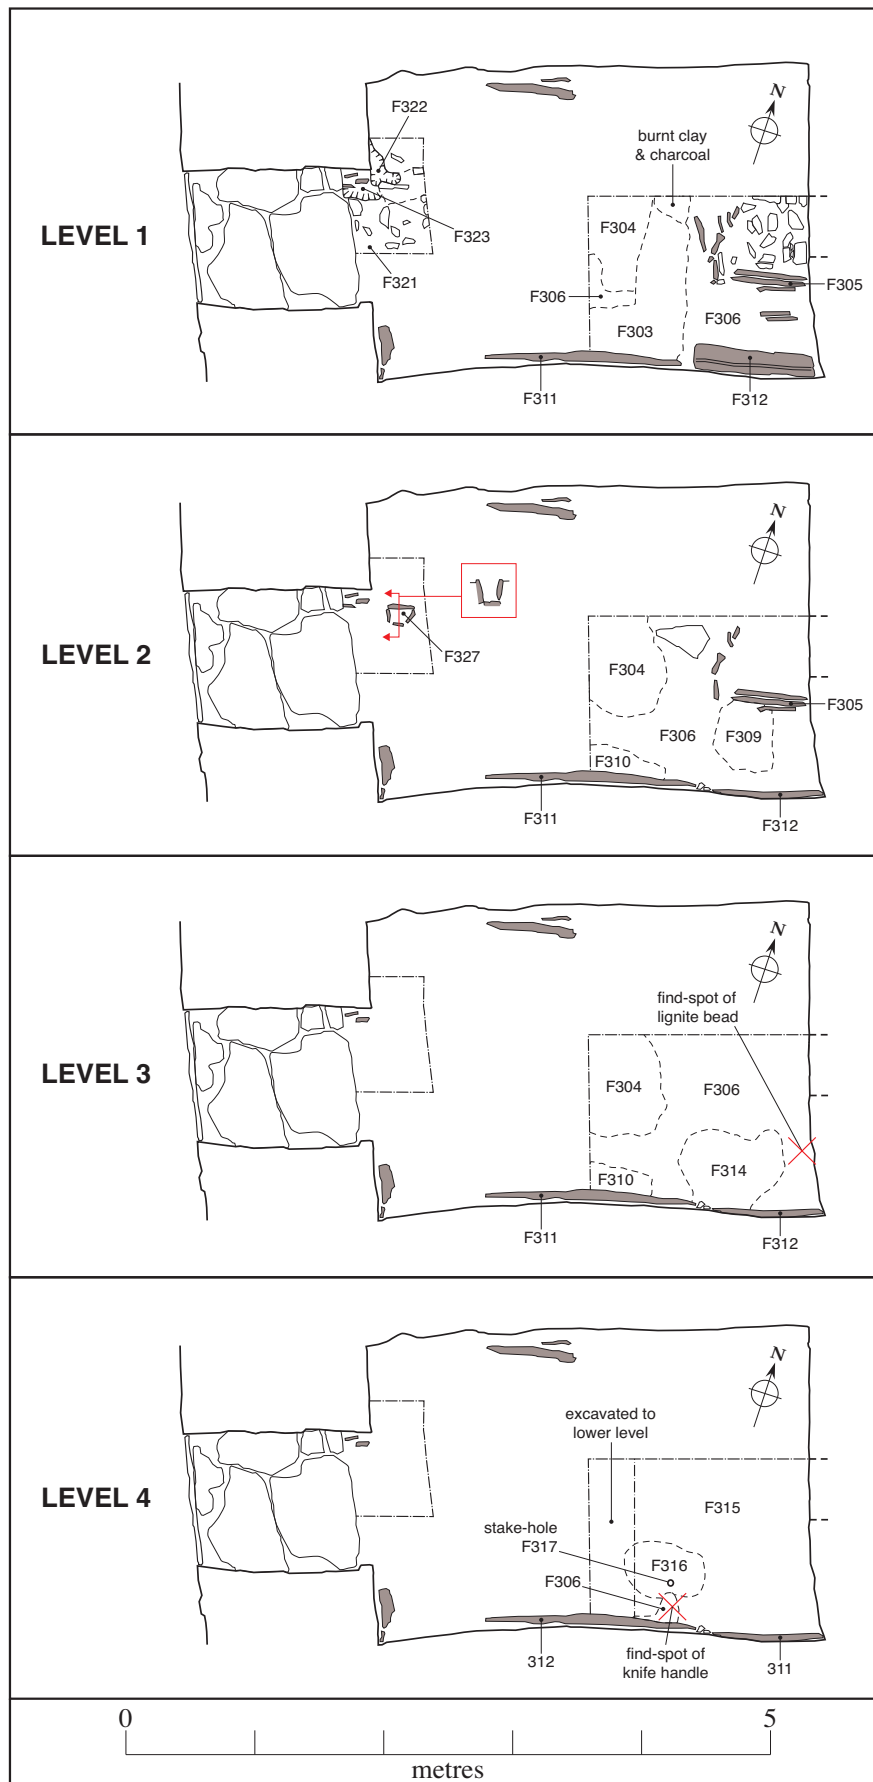 LEVEL 1
F322
burnt clay
& charcoal
N
F304
F323
F321
F306
F305
F303
F306
F311
F312
LEVEL 2
N
F327
F304
F305
F306
F309
F310
F311
F312
LEVEL 3
N
find-spot of
lignite bead
F304
F306
F310
F314
F311
F312
LEVEL 4
N
excavated to
lower level
F315
stake-hole
F317
F316
F306
312
find-spot of
knife handle
311
0
5
metres